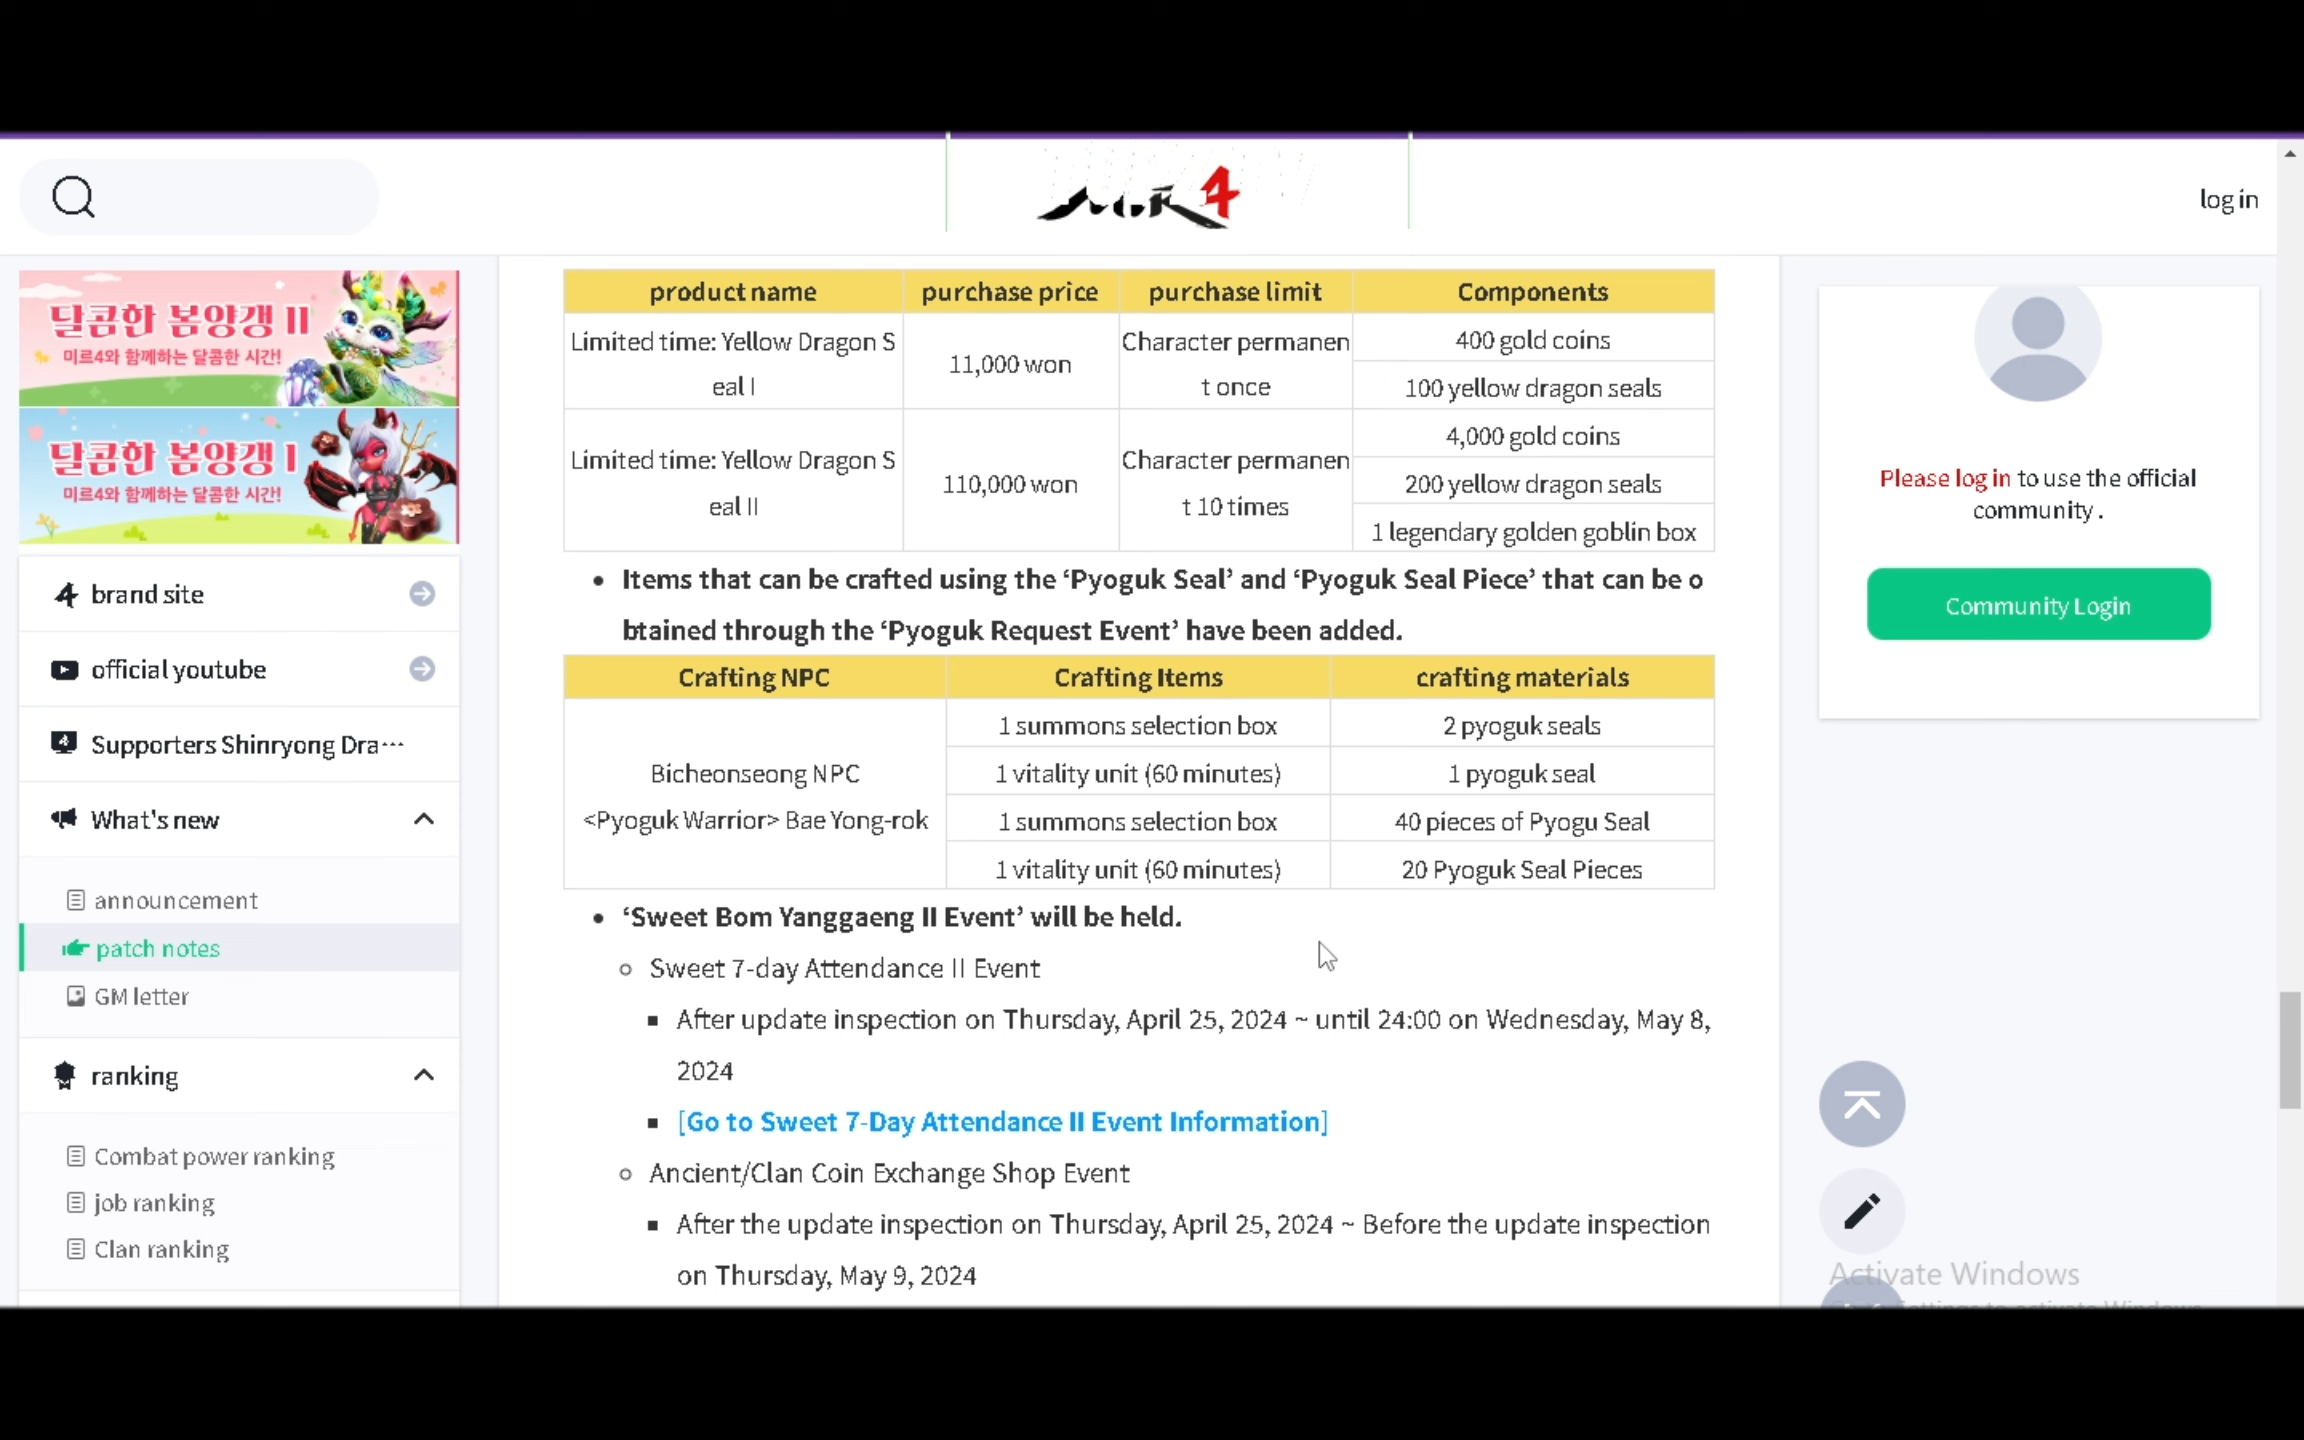 MIR4
log in
달콤한 봄양갱 II
미르4와 함께하는 달콤한 시간!
달콤한 봄양갱 I
미르4와 함께하는 달콤한 시간!
brand site
official youtube
Supporters Shinryong Dra···
What's new
announcement
patch notes
GM letter
ranking
Combat power ranking
job ranking
Clan ranking
product name purchase price purchase limit Components
Limited time: Yellow Dragon S
eal I
11,000 won
Character permanen
t once
400 gold coins
100 yellow dragon seals
Limited time: Yellow Dragon S
eal II
110,000 won
Character permanen
t 10 times
4,000 gold coins
200 yellow dragon seals
1 legendary golden goblin box
• Items that can be crafted using the ‘Pyoguk Seal’ and ‘Pyoguk Seal Piece’ that can be o
btained through the ‘Pyoguk Request Event’ have been added.
Crafting NPC Crafting Items crafting materials
Bicheonseong NPC
<Pyoguk Warrior> Bae Yong-rok
1 summons selection box 2 pyoguk seals
1 vitality unit (60 minutes) 1 pyoguk seal
1 summons selection box 40 pieces of Pyogu Seal
1 vitality unit (60 minutes) 20 Pyoguk Seal Pieces
• ‘Sweet Bom Yanggaeng II Event’ will be held.
Sweet 7-day Attendance II Event
After update inspection on Thursday, April 25, 2024 ~ until 24:00 on Wednesday, May 8,
2024
[Go to Sweet 7-Day Attendance II Event Information]
Ancient/Clan Coin Exchange Shop Event
After the update inspection on Thursday, April 25, 2024 ~ Before the update inspection
on Thursday, May 9, 2024
Please log in to use the official
community .
Community Login
Activate Windows